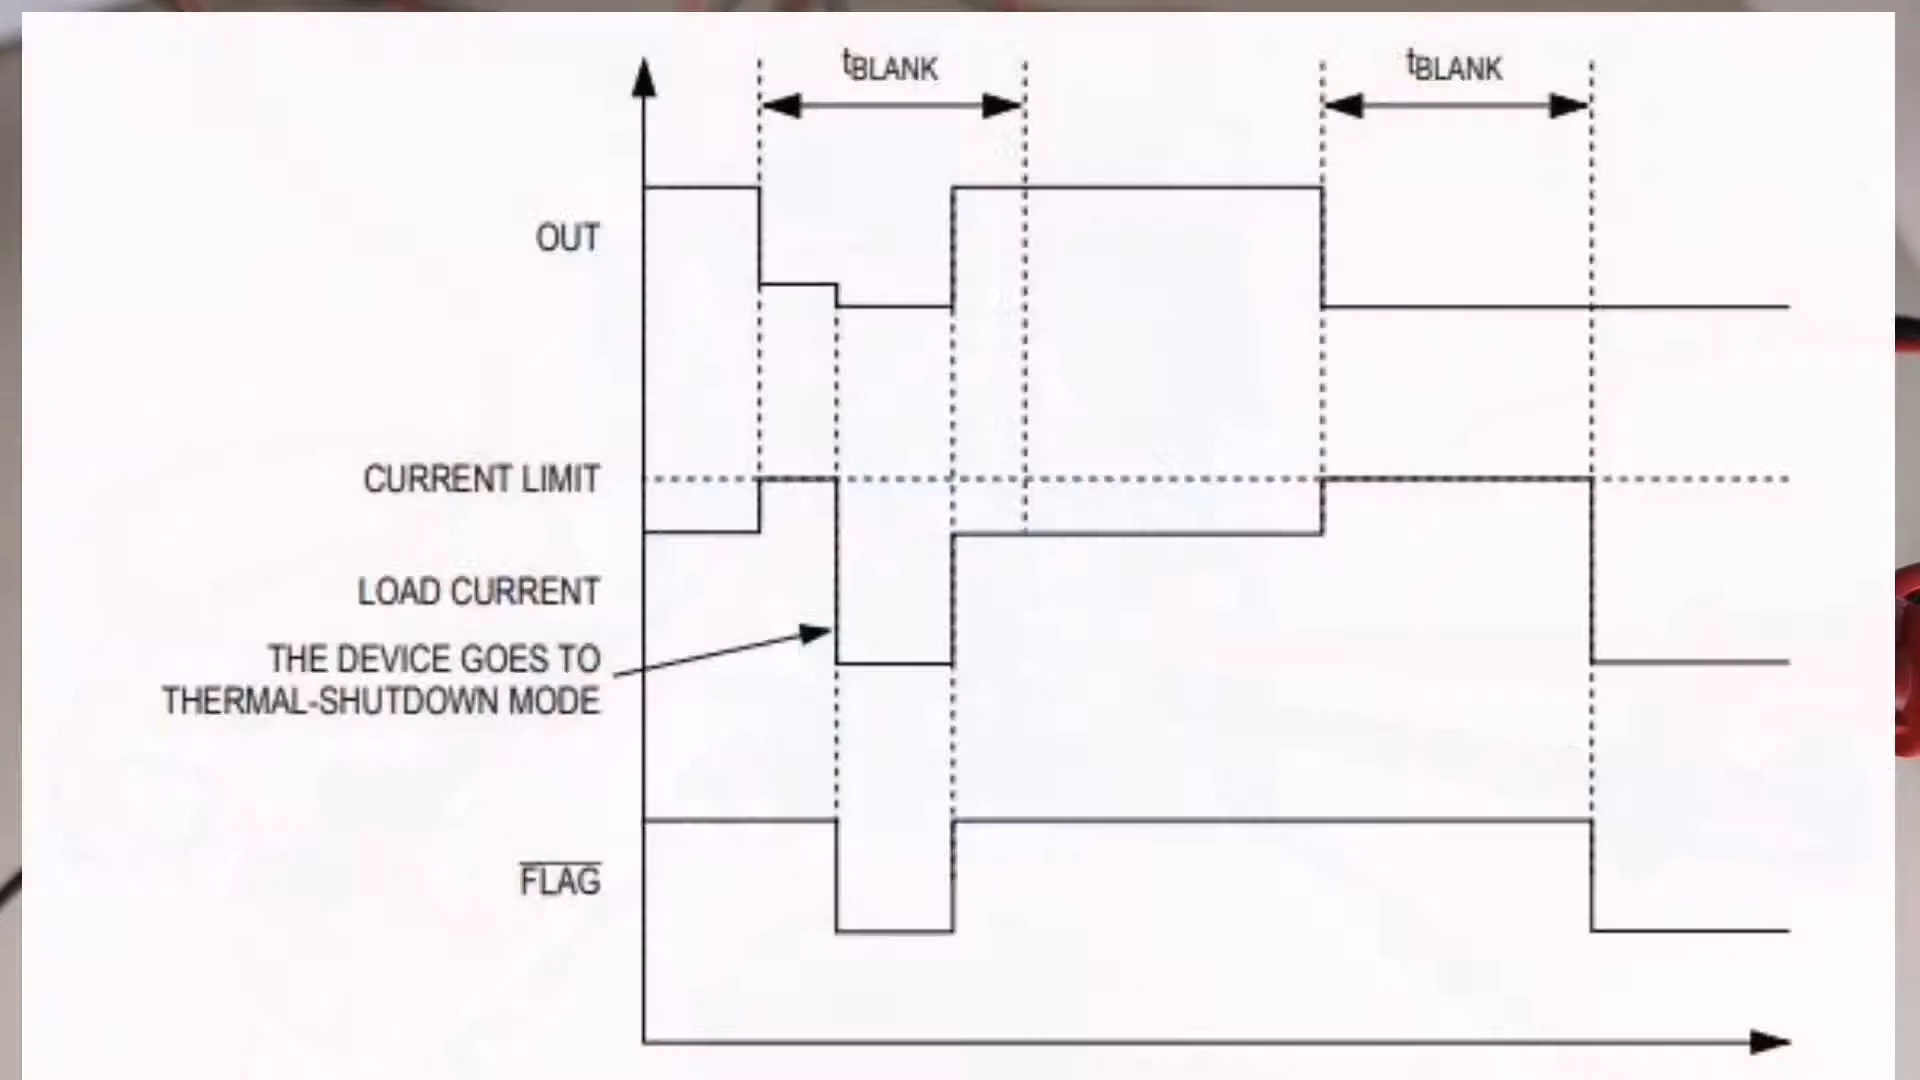 tBLANK
tBLANK
OUT
CURRENT LIMIT
LOAD CURRENT
THE DEVICE GOES TO
THERMAL-SHUTDOWN MODE
FLAG